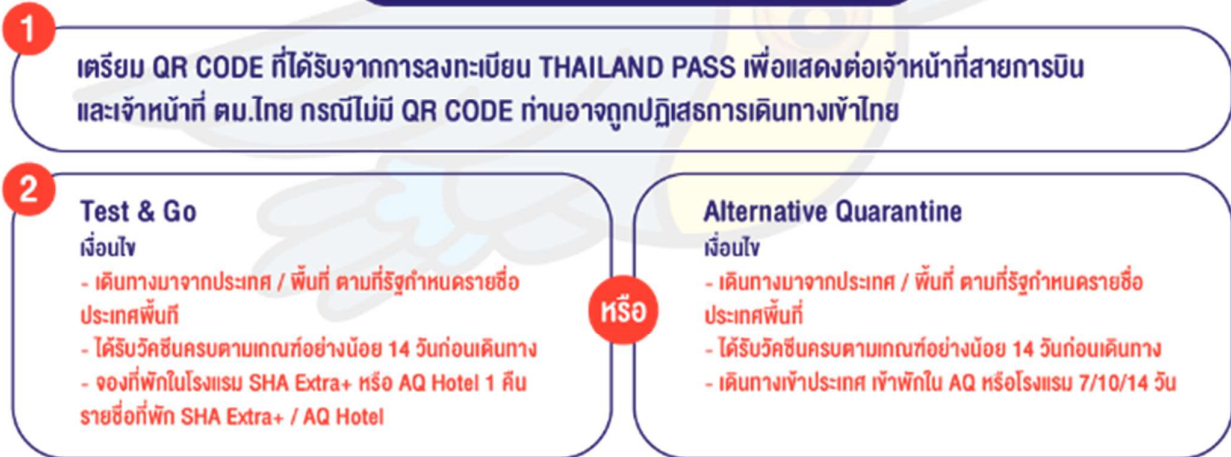 1
เตรียม QR CODE ที่ได้รับจากการลงทะเบียน THAILAND PASS เพื่อแสดงต่อเจ้าหน้าที่สายการบิน
และเจ้าหน้าที่ ตม.ไทย กรณีไม่มี QR CODE ท่านอาจถูกปฏิเสธการเดินทางเข้าไทย
2
Test & Go
เงื่อนไข
- เดินทางมาจากประเทศ / พื้นที่ ตามที่รัฐกำหนดรายชื่อ
ประเทศพื้นที
- ได้รับวัคซีนครบตามเกณฑ์อย่างน้อย 14 วันก่อนเดินทาง
- จองที่พักในโรงแรม SHA Extra+ หรือ AQ Hotel 1 คืน
รายชื่อที่พัก SHA Extra+ / AQ Hotel
หรือ
Alternative Quarantine
เงื่อนไข
- เดินทางมาจากประเทศ / พื้นที่ ตามที่รัฐกำหนดรายชื่อ
ประเทศพื้นที่
- ได้รับวัคซีนครบตามเกณฑ์อย่างน้อย 14 วันก่อนเดินทาง
- เดินทางเข้าประเทศ เข้าพักใน AQ หรือโรงแรม 7/10/14 วัน